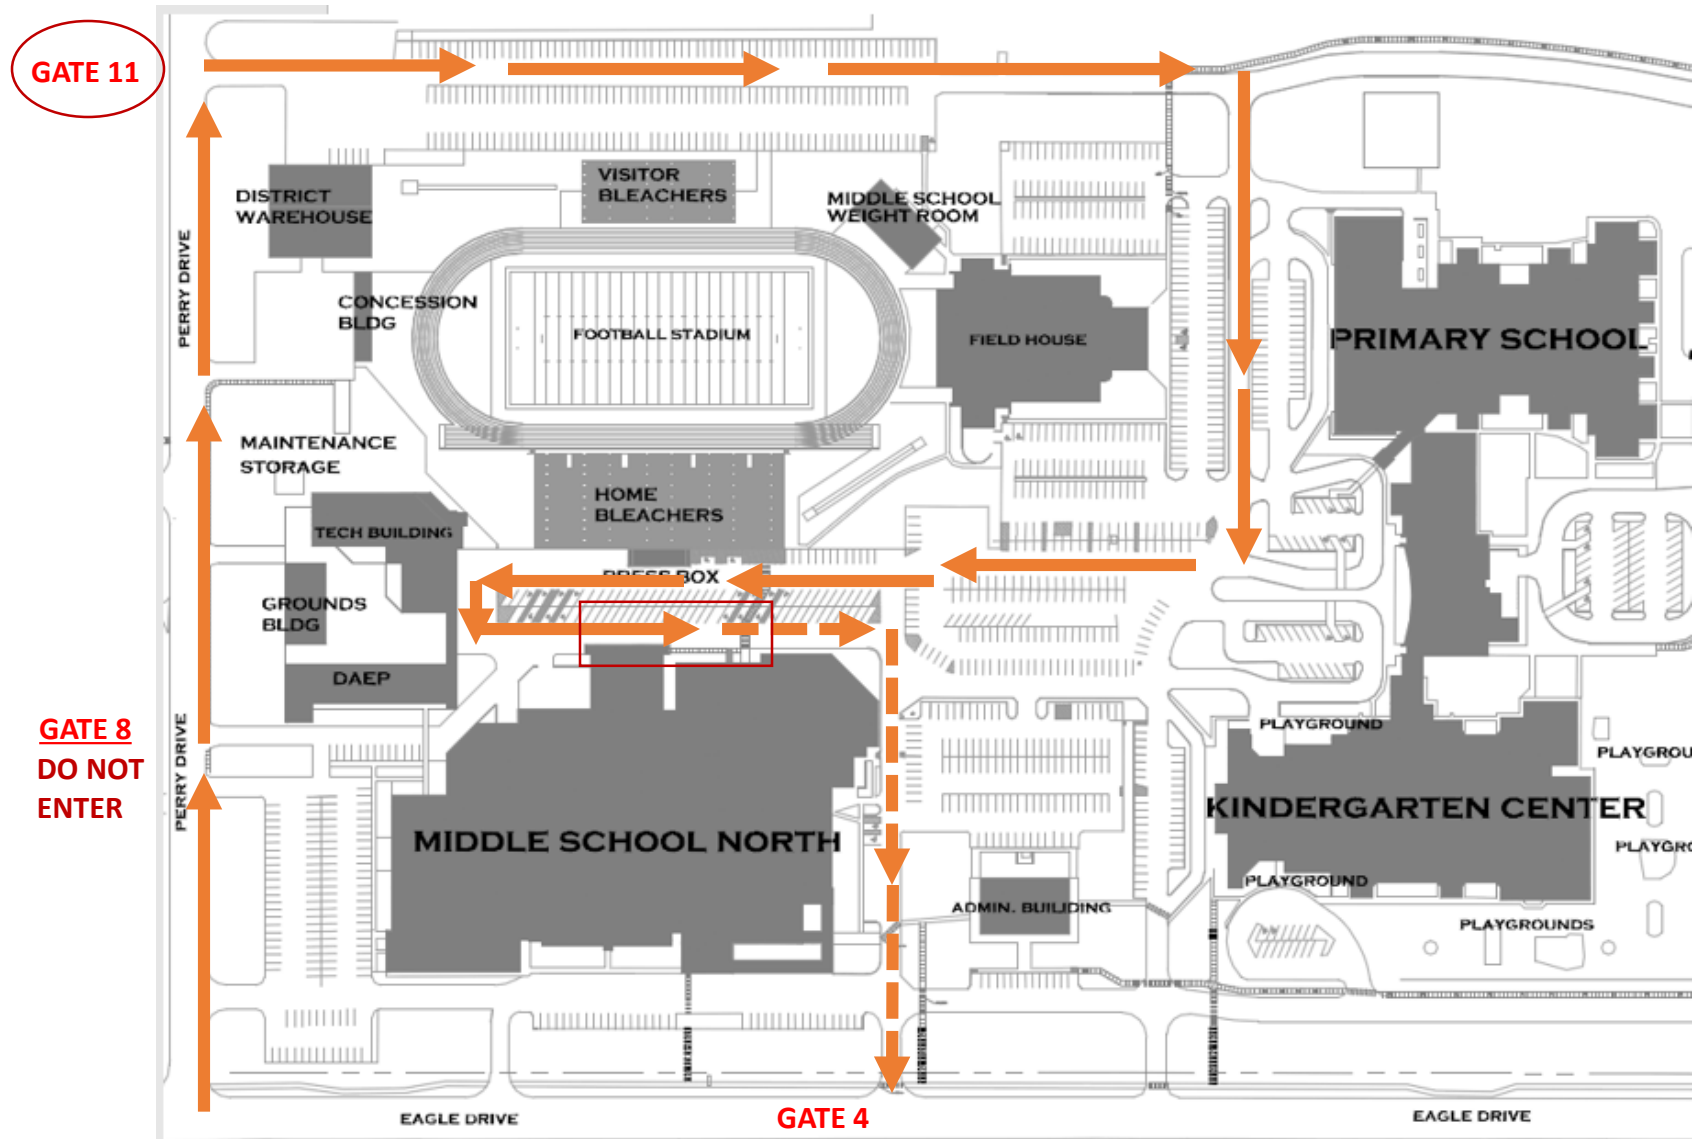 GATE 11
VISITOR
BLEACHERS
DISTRICT
WAREHOUSE
MIDDLE SCHOOL
WEIGHT ROOM
PERRY DRIVE
CONCESSION
BLDG
FOOTBALL STADIUM
FIELD HOUSE
PRIMARY SCHOOL
MAINTENANCE
STORAGE
HOME
BLEACHERS
TECH BUILDING
PRESS BOX
GROUNDS
BLDG
DAEP
GATE 8
DO NOT
ENTER
PERRY DRIVE
PLAYGROUND
PLAYGROU
KINDERGARTEN CENTER
MIDDLE SCHOOL NORTH
PLAYGRO
PLAYGROUND
ADMIN. BUILIDING
PLAYGROUNDS
EAGLE DRIVE
GATE 4
EAGLE DRIVE